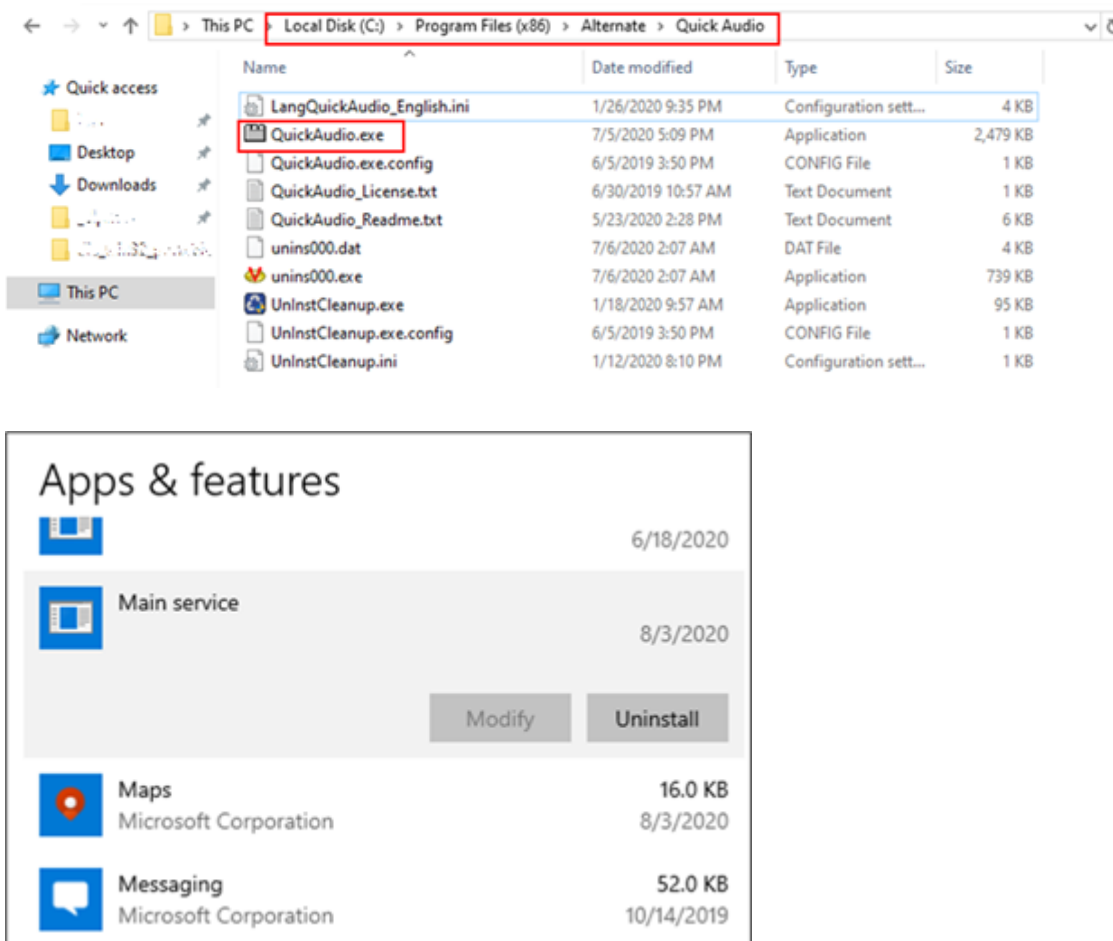 This PC > Local Disk (C:) > Program Files (x86) > Alternate > Quick Audio
Name Date modified Type Size
Quick access
Desktop
Downloads
This PC
Network
LangQuickAudio_English.ini 1/26/2020 9:35 PM Configuration sett... 4 KB
QuickAudio.exe 7/5/2020 5:09 PM Application 2,479 KB
QuickAudio.exe.config 6/5/2019 3:50 PM CONFIG File 1 KB
QuickAudio_License.txt 6/30/2019 10:57 AM Text Document 1 KB
QuickAudio_Readme.txt 5/23/2020 2:28 PM Text Document 6 KB
unins000.dat 7/6/2020 2:07 AM DAT File 4 KB
unins000.exe 7/6/2020 2:07 AM Application 739 KB
UnInstCleanup.exe 1/18/2020 9:57 AM Application 95 KB
UnInstCleanup.exe.config 6/5/2019 3:50 PM CONFIG File 1 KB
UnInstCleanup.ini 1/12/2020 8:10 PM Configuration sett... 1 KB
Apps & features
6/18/2020
Main service
8/3/2020
Modify Uninstall
Maps 16.0 KB
Microsoft Corporation 8/3/2020
Messaging 52.0 KB
Microsoft Corporation 10/14/2019